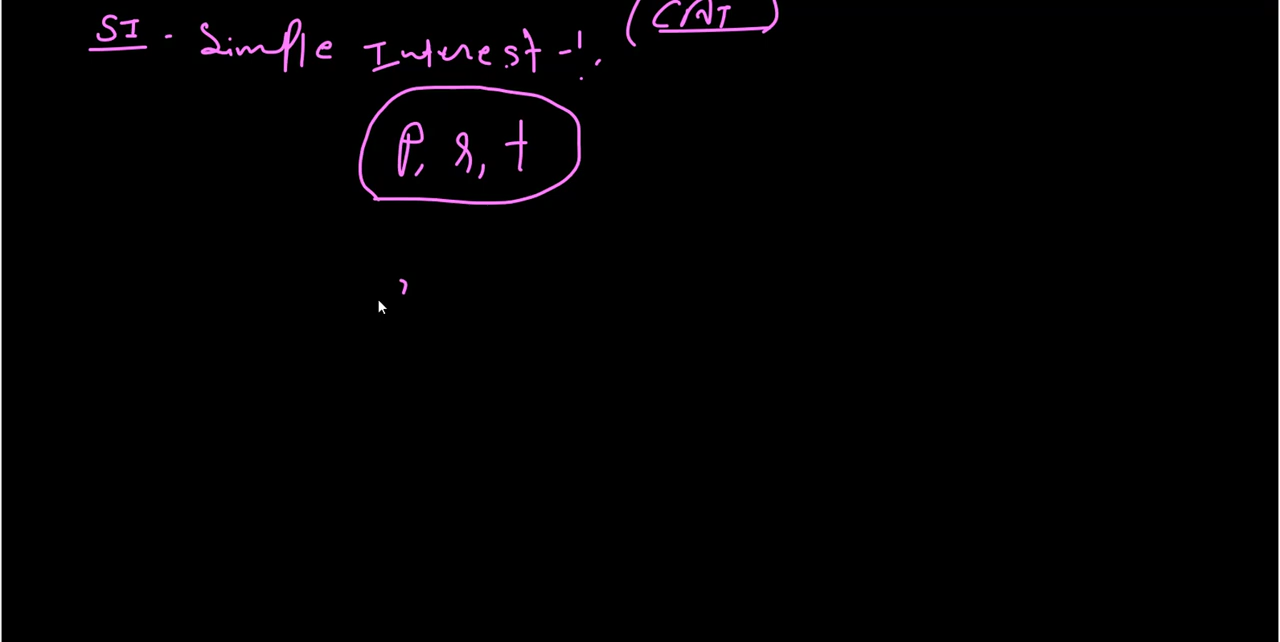 SI - Simple Interest -:
P, r, t